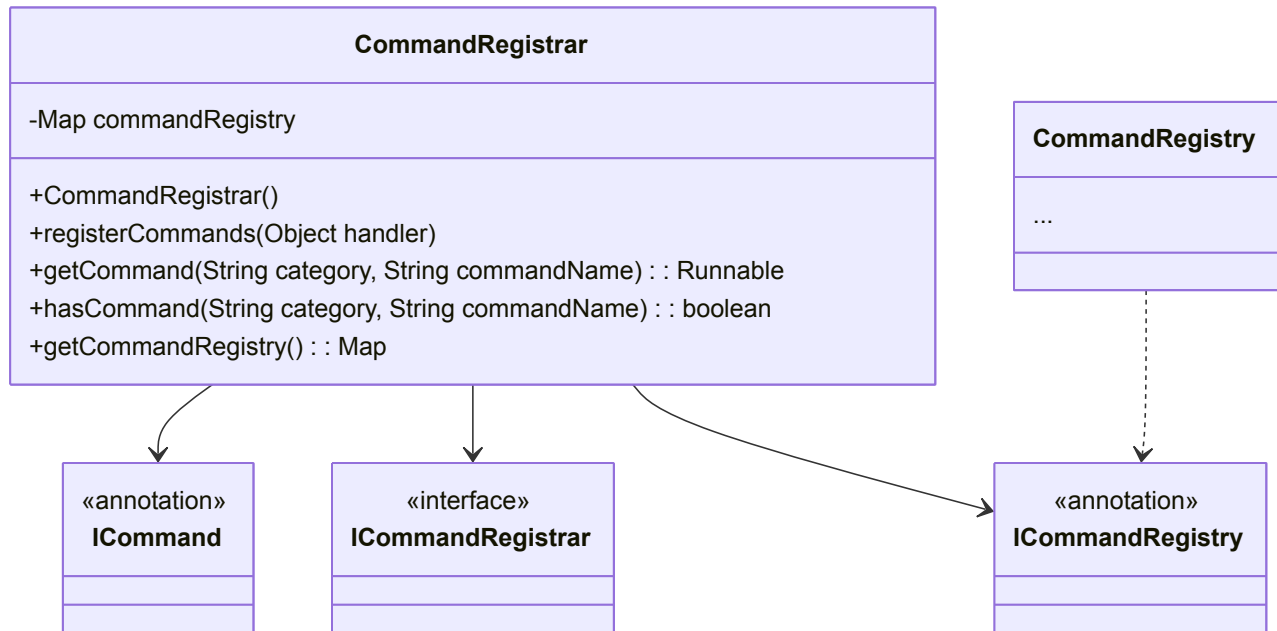 CommandRegistrar
-Map commandRegistry
+CommandRegistrar()
+registerCommands(Object handler)
+getCommand(String category, String commandName) : : Runnable
+hasCommand(String category, String commandName) : : boolean
+getCommandRegistry() : : Map
CommandRegistry
...
«annotation»
ICommand
«interface»
ICommandRegistrar
«annotation»
ICommandRegistry